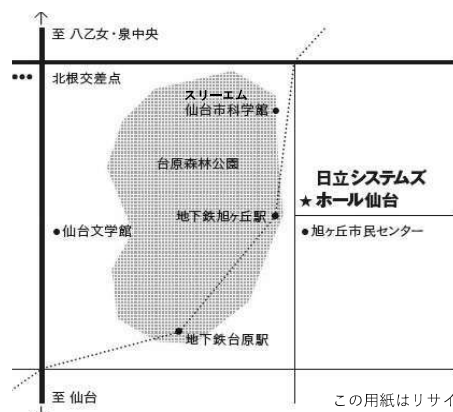 至 八乙女・泉中央
北根交差点
スリーエム
仙台市科学館
台原森林公園
日立システムズ
★ホール仙台
地下鉄旭ヶ丘駅
仙台文学館
旭ヶ丘市民センター
地下鉄台原駅
至 仙台
この用紙はリサイ